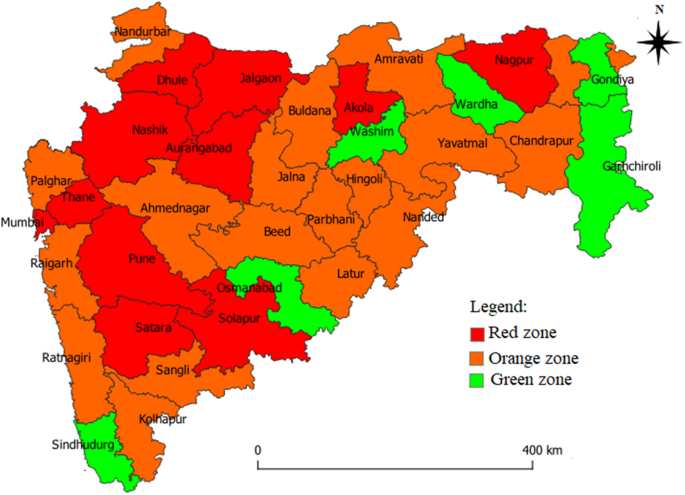 N
Nandurbar
Amravati
Nagpur
Dhule
Jalgaon
Gondiya
Buldana
Akola
Wardha
Nashik
Washim
Aurangabad
Yavatmal
Chandrapur
Garhchiroli
Palghar
Jalna
Hingoli
Thane
Ahmednagar
Mumbai
Parbhani
Nanded
Beed
Raigarh
Pune
Latur
Osmanabad
Legend:
Solapur
Satara
Red zone
Ratnagiri
Orange zone
Sangli
Green zone
Kolhapur
Sindhudurg
0
400 km